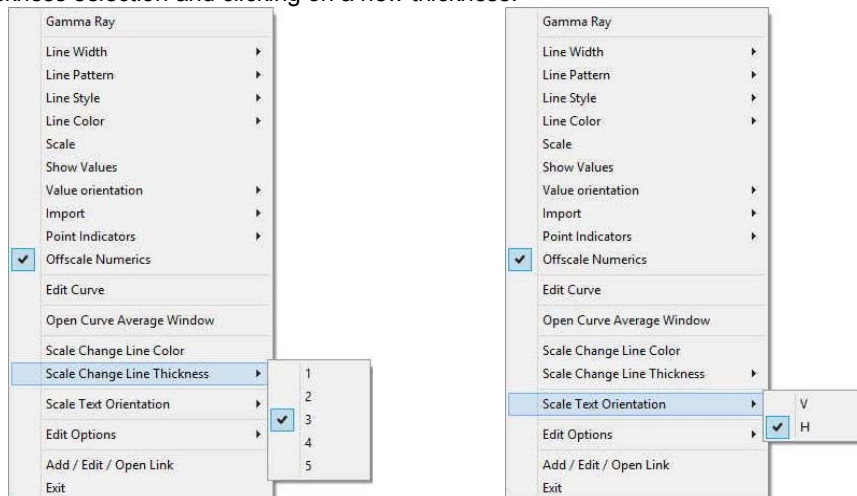 kness selection and clicking on a new thickness.
Gamma Ray
Line Width
Line Pattern
Line Style
Line Color
Scale
Show Values
Value orientation
Import
Point Indicators
Offscale Numerics
Edit Curve
Open Curve Average Window
Scale Change Line Color
Scale Change Line Thickness
Scale Text Orientation
Edit Options
Add / Edit / Open Link
Exit
1
2
3
4
5
Gamma Ray
Line Width
Line Pattern
Line Style
Line Color
Scale
Show Values
Value orientation
Import
Point Indicators
Offscale Numerics
Edit Curve
Open Curve Average Window
Scale Change Line Color
Scale Change Line Thickness
Scale Text Orientation
Edit Options
Add / Edit / Open Link
Exit
V
H